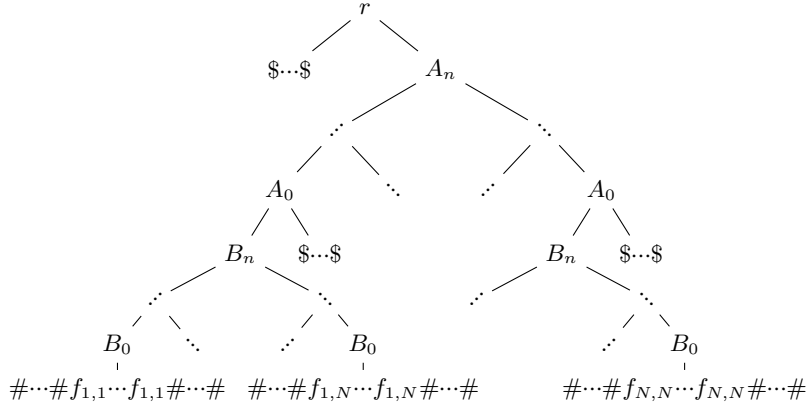 r
$···$ A_n
⋰ ⋱
A_0 ⋱ ⋰ A_0
B_n $···$ B_n $···$
⋰ ⋱ ⋰ ⋱
B_0 ⋱ ⋰ B_0 ⋰ B_0
#···#f_{1,1}···f_{1,1}#···# #···#f_{1,N}···f_{1,N}#···# #···#f_{N,N}···f_{N,N}#···#